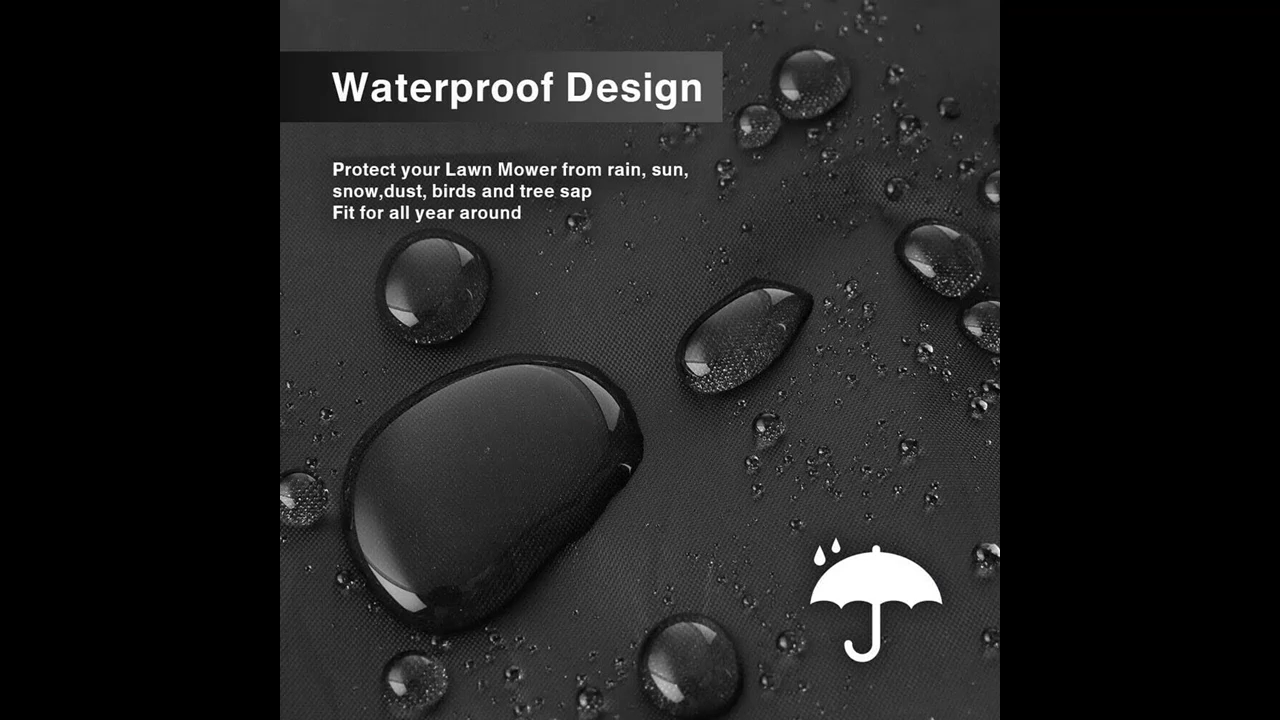 Waterproof Design
Protect your Lawn Mower from rain, sun,
snow,dust, birds and tree sap
Fit for all year around